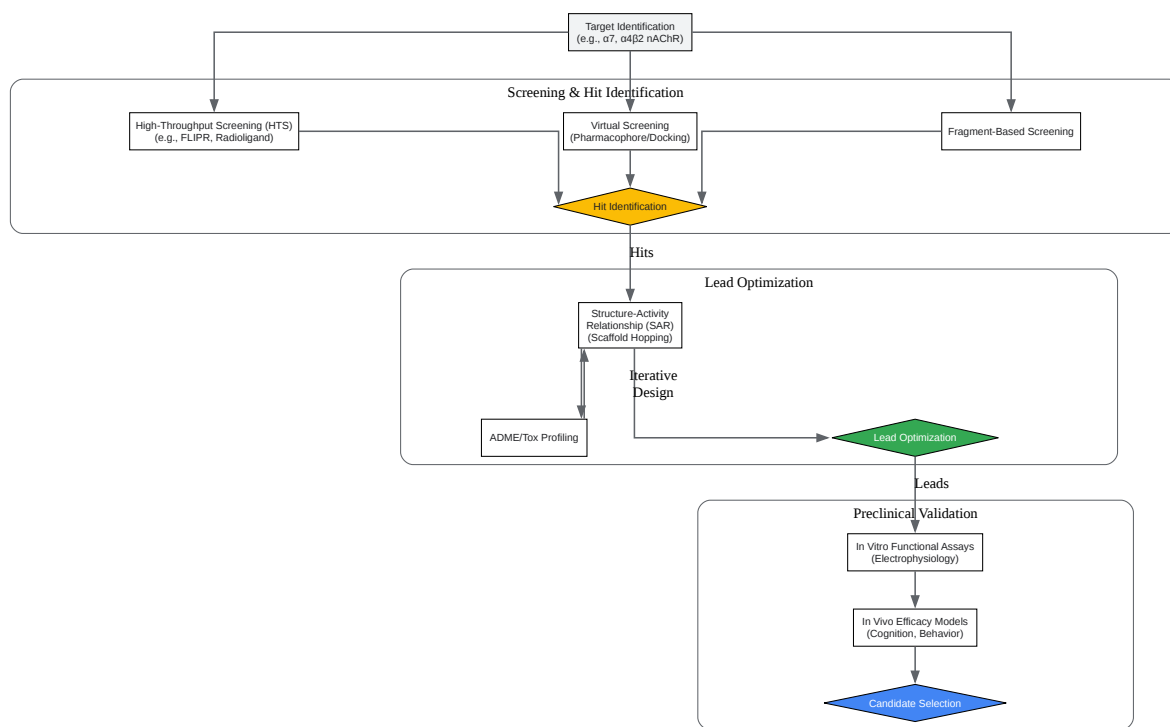 Target Identification
(e.g., α7, α4β2 nAChR)
Screening & Hit Identification
High-Throughput Screening (HTS)
(e.g., FLIPR, Radioligand)
Virtual Screening
(Pharmacophore/Docking)
Fragment-Based Screening
Hit Identification
Hits
Lead Optimization
Structure-Activity
Relationship (SAR)
(Scaffold Hopping)
Iterative
Design
ADME/Tox Profiling
Lead Optimization
Leads
Preclinical Validation
In Vitro Functional Assays
(Electrophysiology)
In Vivo Efficacy Models
(Cognition, Behavior)
Candidate Selection